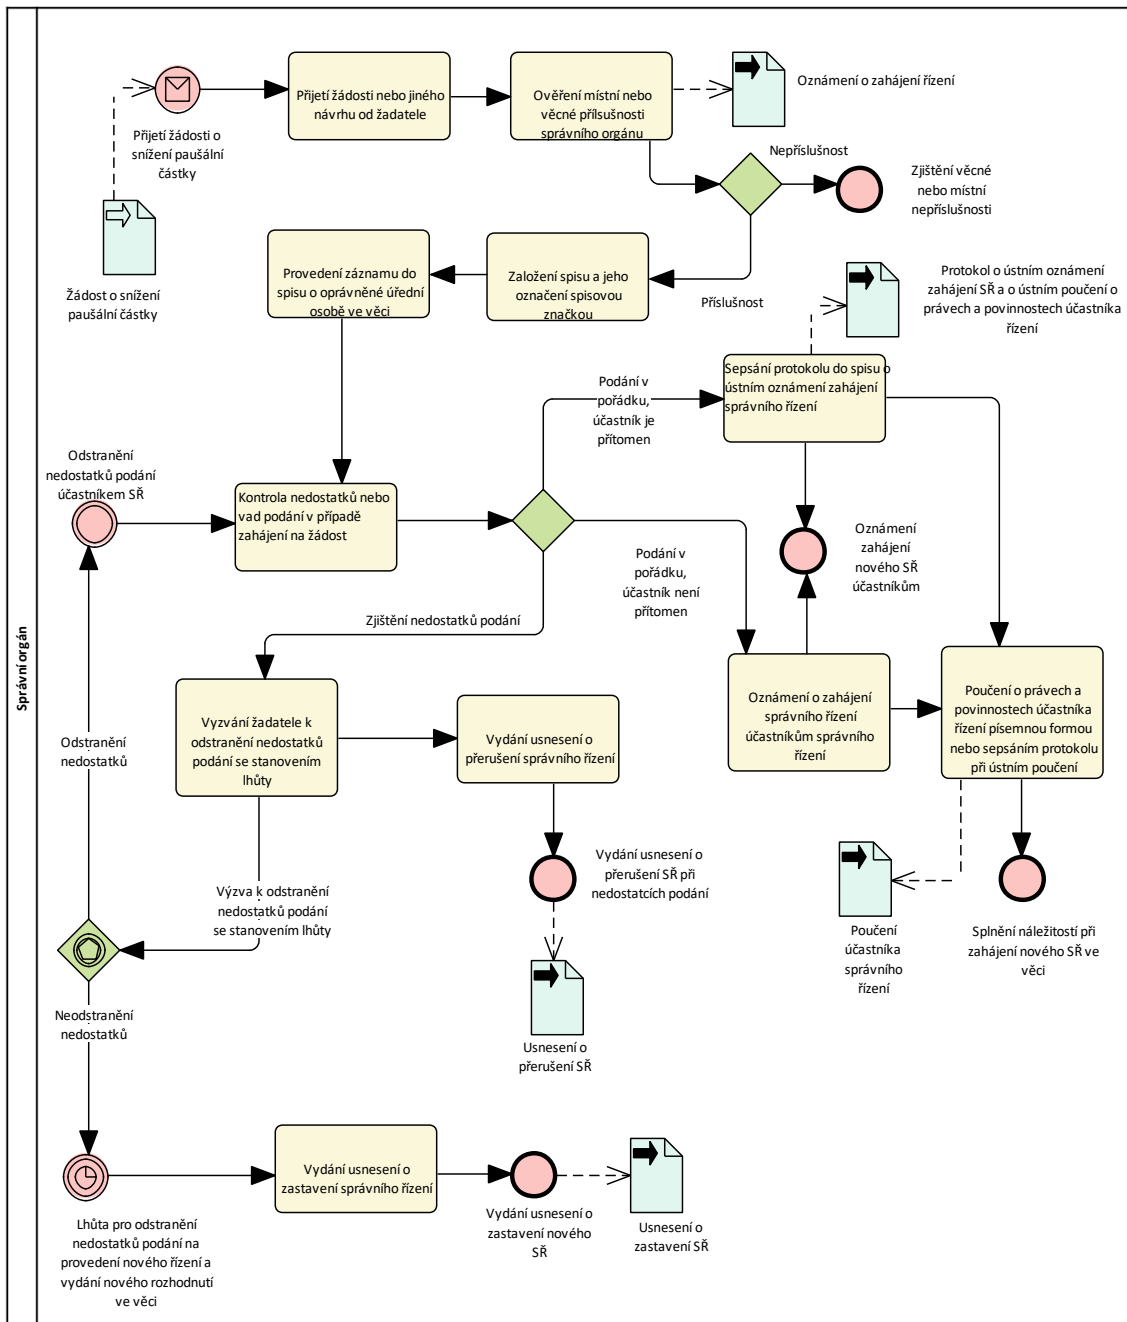 Správní orgán
Přijetí žádosti o
snížení paušální
částky
Žádost o snížení
paušální částky
Přijetí žádosti nebo jiného
návrhu od žadatele
Ověření místní nebo
věcné přílsušnosti
správního orgánu
Oznámení o zahájení řízení
Nepříslušnost
Zjištění věcné
nebo místní
nepříslušnosti
Příslušnost
Založení spisu a jeho
označení spisovou
značkou
Provedení záznamu do
spisu o oprávněné úřední
osobě ve věci
Protokol o ústním oznámení
zahájení SŘ a o ústním poučení o
právech a povinnostech účastníka
řízení
Sepsání protokolu do spisu o
ústním oznámení zahájení
správního řízení
Podání v
pořádku,
účastník je
přítomen
Odstranění
nedostatků podání
účastníkem SŘ
Kontrola nedostatků nebo
vad podání v případě
zahájení na žádost
Podání v
pořádku,
účastník není
přítomen
Oznámení
zahájení
nového SŘ
účastníkům
Zjištění nedostatků podání
Vyzvání žadatele k
odstranění nedostatků
podání se stanovením
lhůty
Vydání usnesení o
přerušení správního řízení
Oznámení o zahájení
správního řízení
účastníkům správního
řízení
Poučení o právech a
povinnostech účastníka
řízení písemnou formou
nebo sepsáním protokolu
při ústním poučení
Odstranění
nedostatků
Výzva k odstranění
nedostatků podání
se stanovením lhůty
Vydání usnesení o
přerušení SŘ při
nedostatcích podání
Poučení
účastníka
správního
řízení
Splnění náležitostí při
zahájení nového SŘ ve
věci
Neodstranění
nedostatků
Usnesení o
přerušení SŘ
Vydání usnesení o
zastavení správního řízení
Lhůta pro odstranění
nedostatků podání na
provedení nového řízení a
vydání nového rozhodnutí
ve věci
Vydání usnesení o
zastavení nového
SŘ
Usnesení o
zastavení SŘ